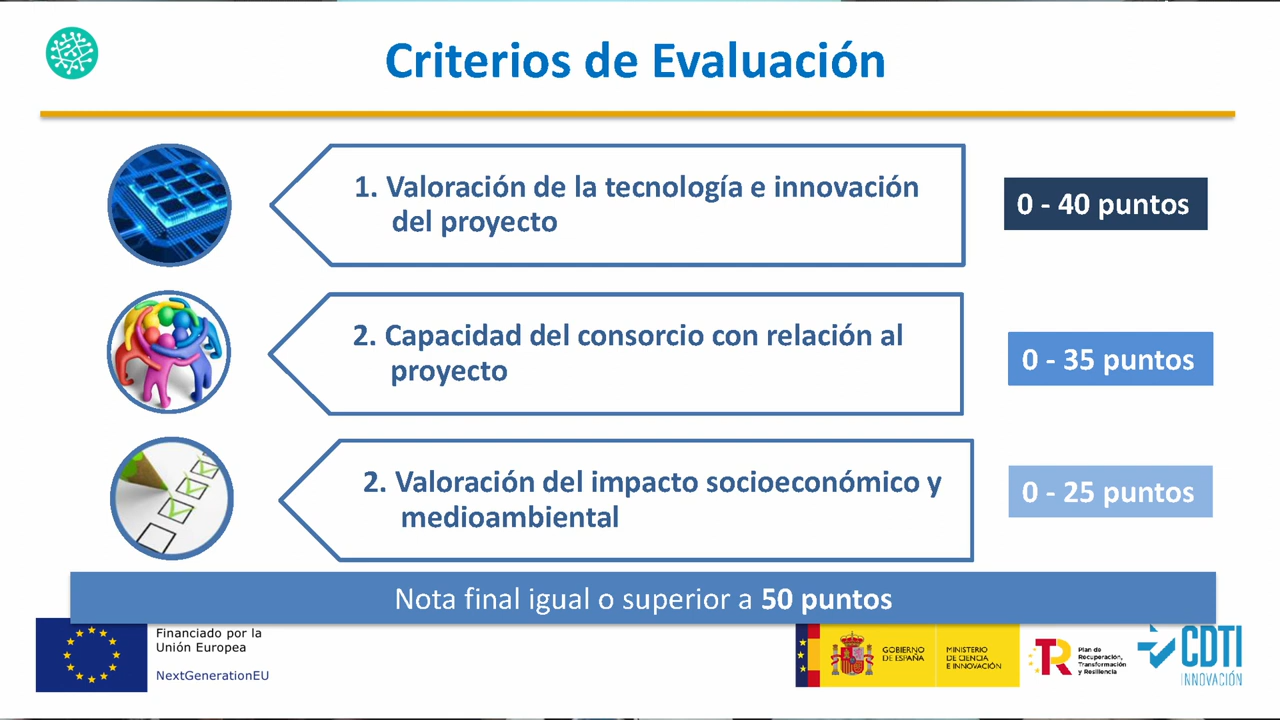 Criterios de Evaluación
1. Valoración de la tecnología e innovación
del proyecto
0 - 40 puntos
2. Capacidad del consorcio con relación al
proyecto
0 - 35 puntos
2. Valoración del impacto socioeconómico y
medioambiental
0 - 25 puntos
Nota final igual o superior a 50 puntos
Financiado por la
Unión Europea
NextGenerationEU
GOBIERNO
DE ESPAÑA
MINISTERIO
DE CIENCIA
E INNOVACIÓN
TR
Plan de
Recuperación,
Transformación
y Resiliencia
CDTI
INNOVACIÓN